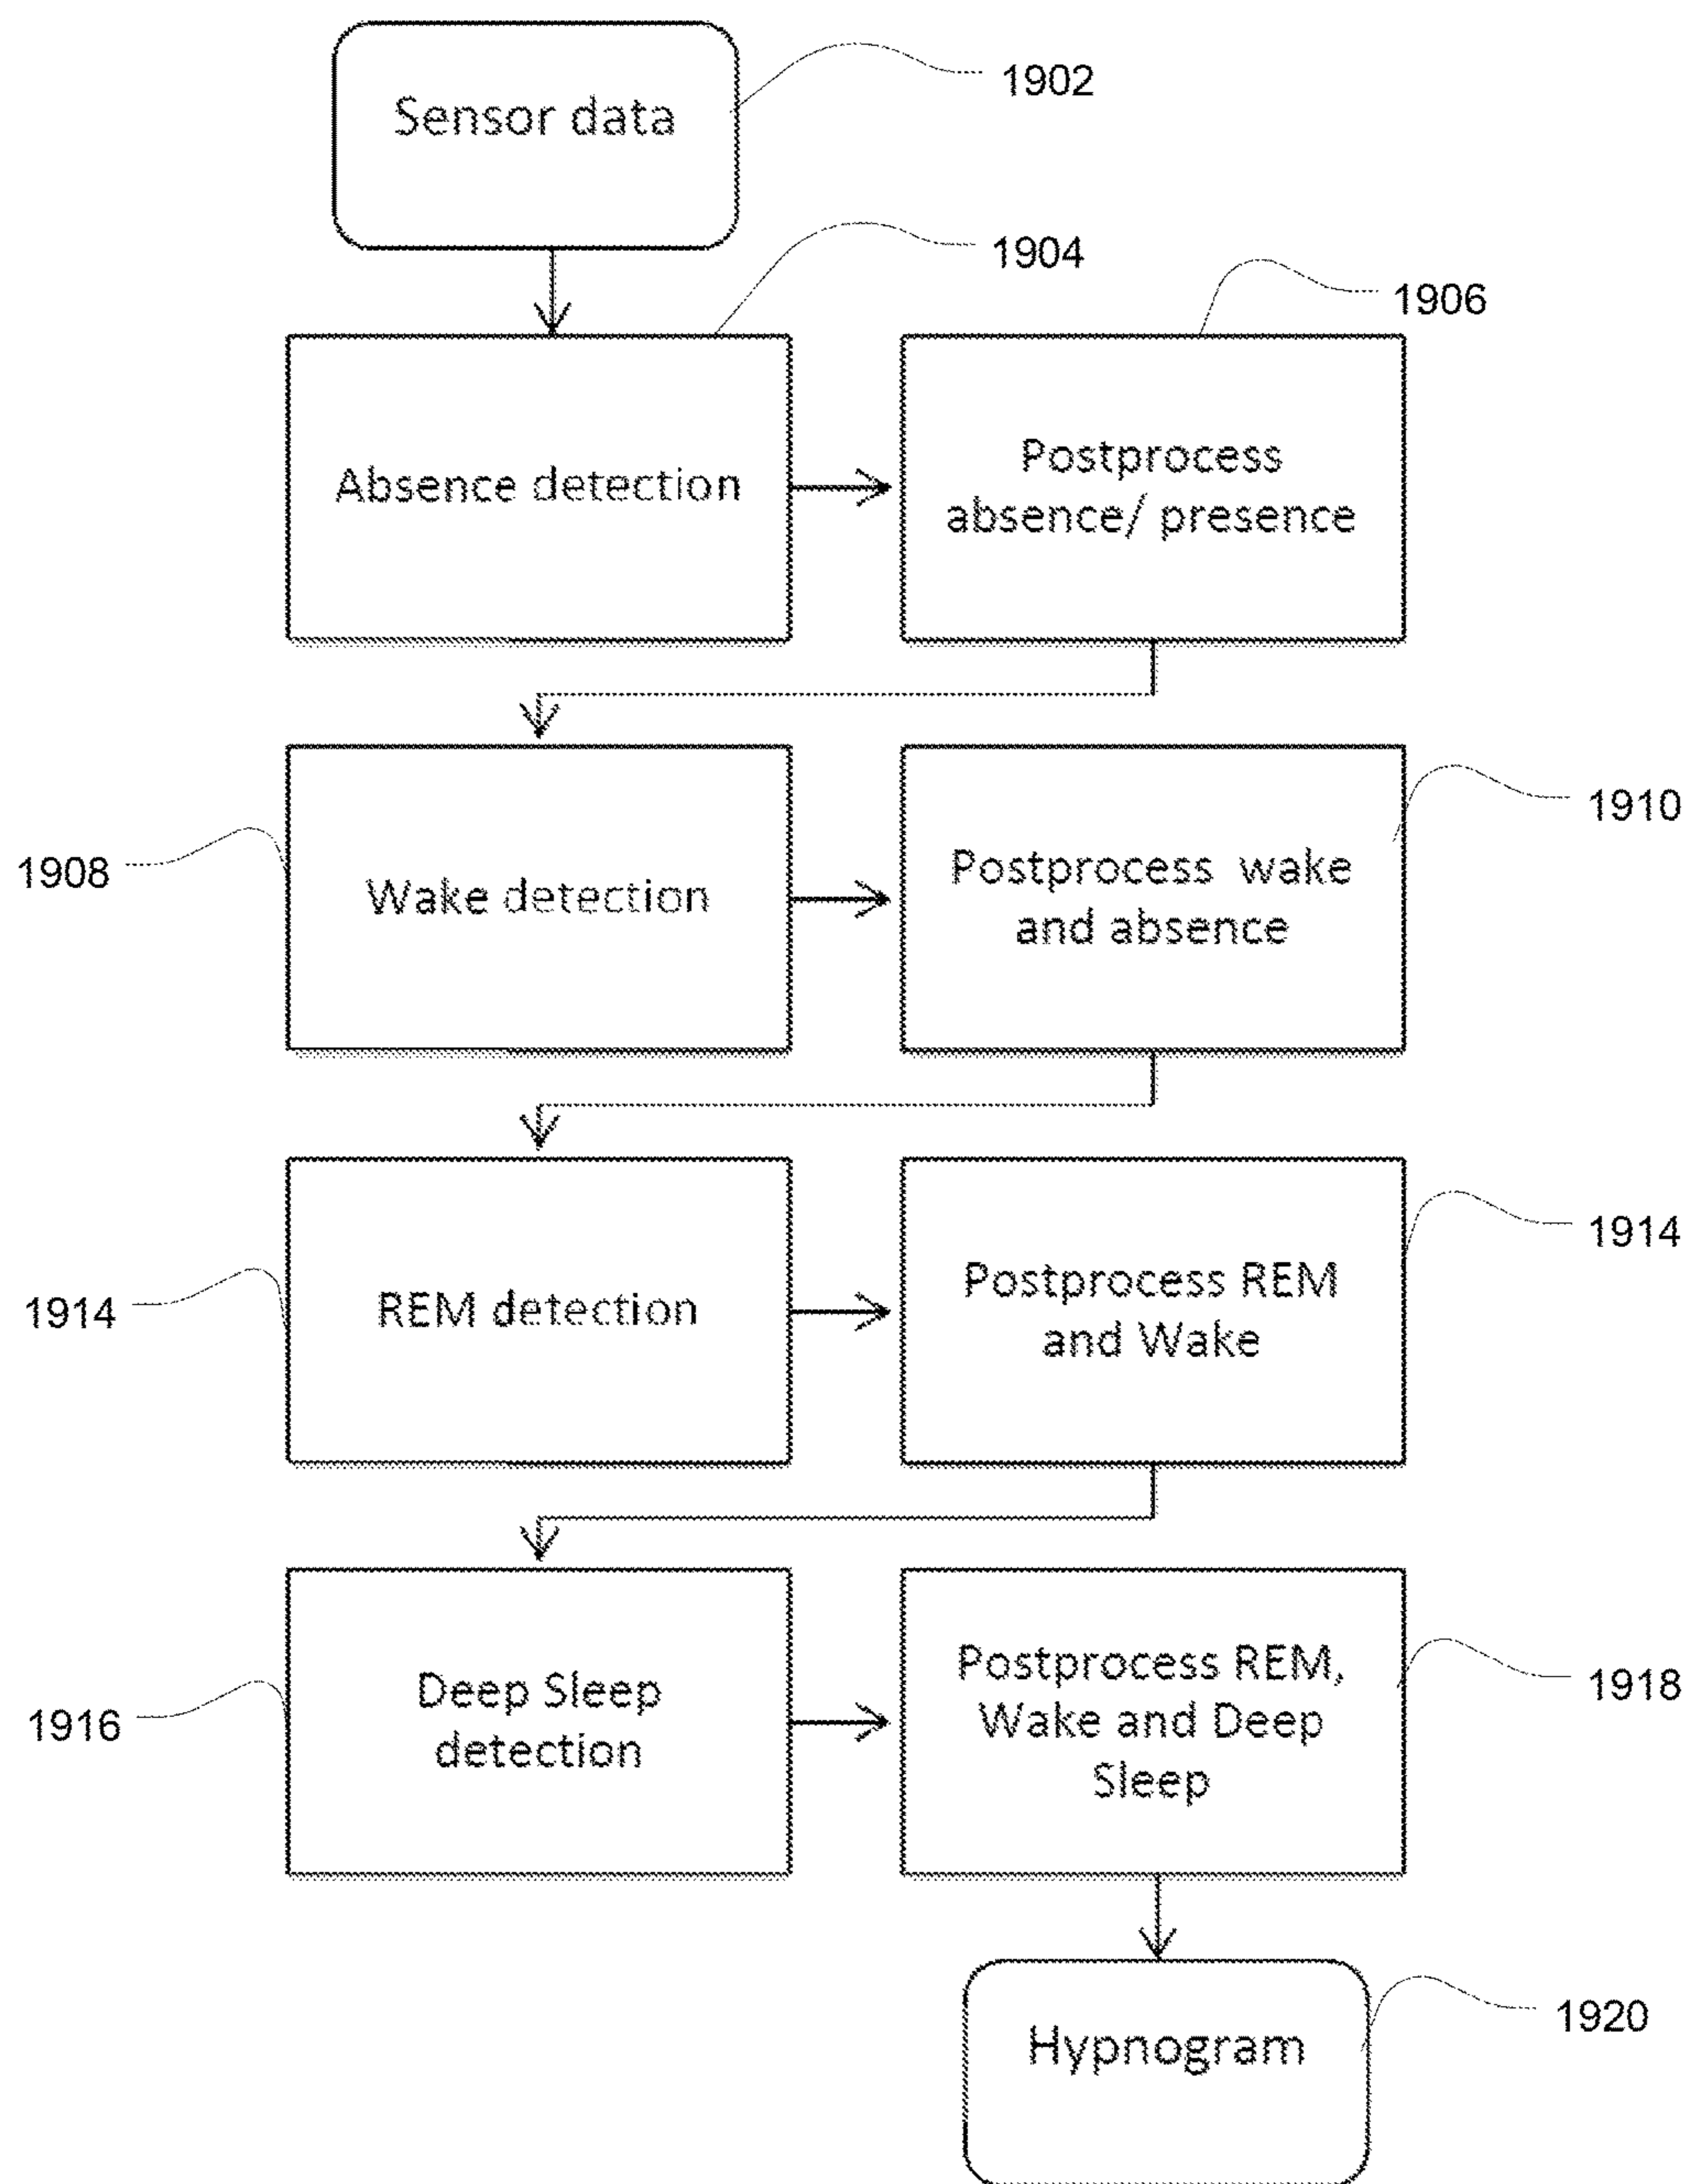 Sensor data
1902
1904
1906
Absence detection
Postprocess
absence/ presence
1908
Wake detection
1910
Postprocess wake
and absence
1914
REM detection
1914
Postprocess REM
and Wake
1916
Deep Sleep
detection
1918
Postprocess REM,
Wake and Deep
Sleep
1920
Hypnogram